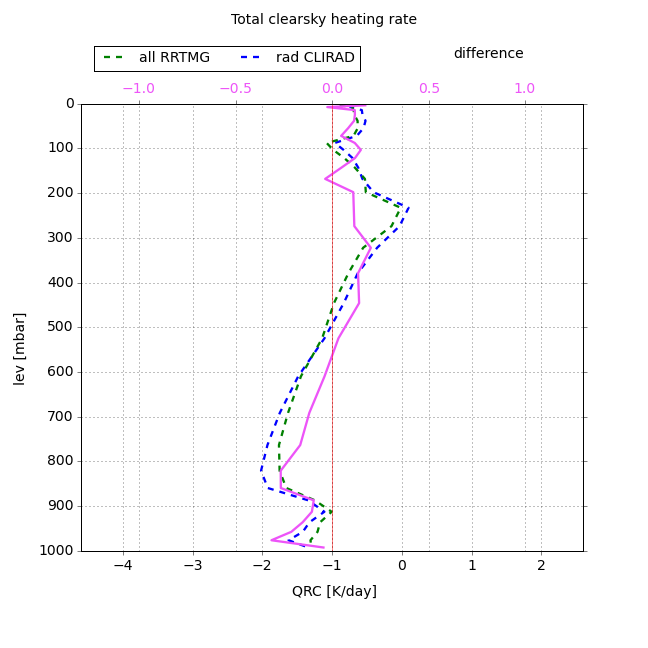 Total clearsky heating rate
all RRTMG rad CLIRAD difference
−1.0 −0.5 0.0 0.5 1.0
0
100
200
300
400
500
600
700
800
900
1000
lev [mbar]
−4 −3 −2 −1 0 1 2
QRC [K/day]